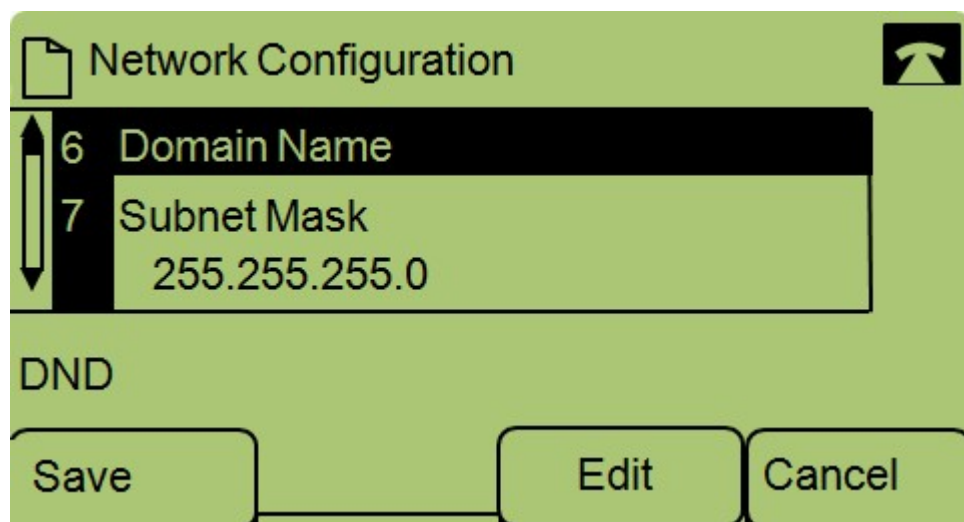 Network Configuration
6 Domain Name
7 Subnet Mask
255.255.255.0
DND
Save Edit Cancel